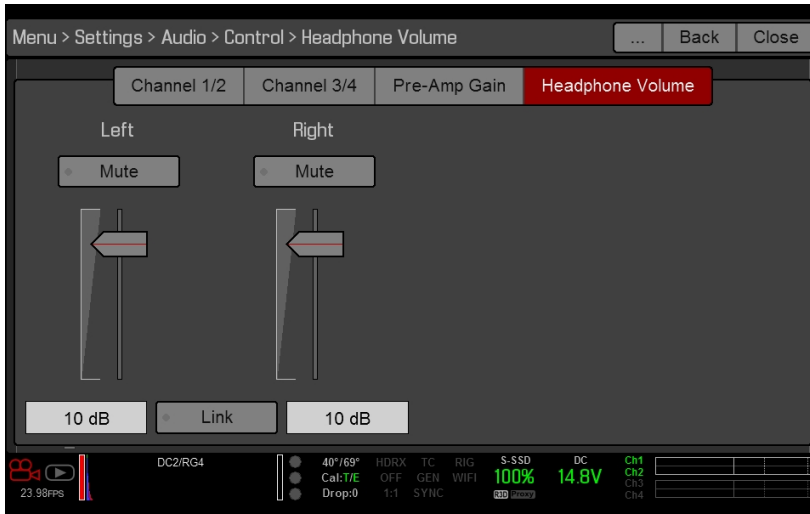 Menu > Settings > Audio > Control > Headphone Volume
... Back Close
Channel 1/2 Channel 3/4 Pre-Amp Gain Headphone Volume
Left Right
Mute Mute
10 dB Link 10 dB
DC2/RG4 40°/69° HDRX TC RIG S-SSD DC Ch1
Cal:T/E OFF GEN WIFI 100% 14.8V Ch2
23.98FPS Drop:0 1:1 SYNC R3D Proxy Ch3
Ch4